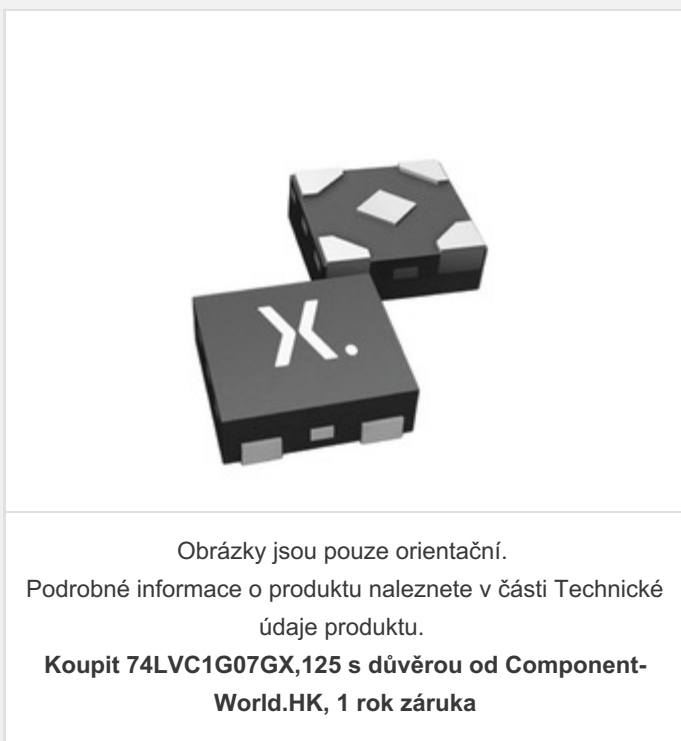 X.
Obrázky jsou pouze orientační.
Podrobné informace o produktu naleznete v části Technické
údaje produktu.
Koupit 74LVC1G07GX,125 s důvěrou od Component-
World.HK, 1 rok záruka